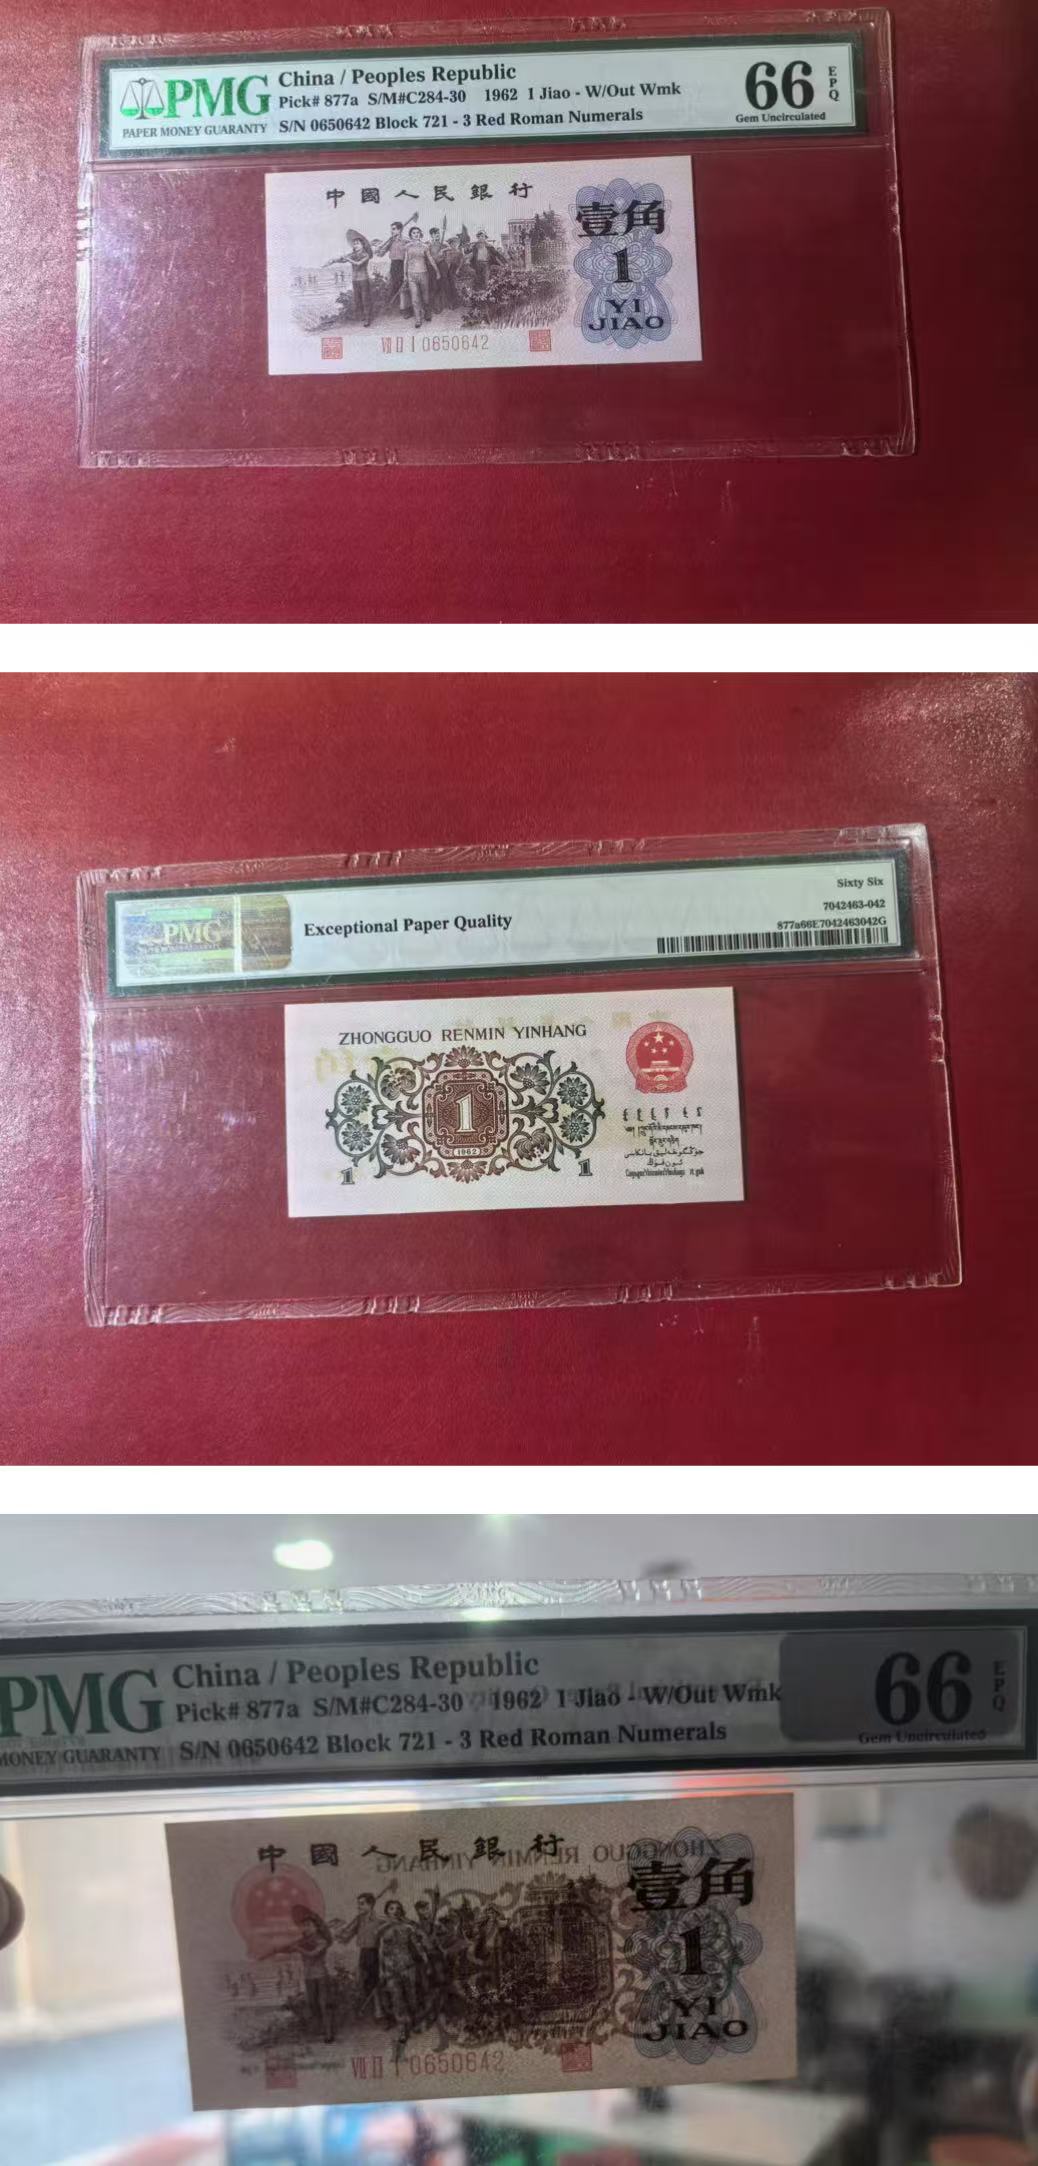 PMG
PAPER MONEY GUARANTY
China / Peoples Republic
Pick# 877a S/M#C284-30 1962 1 Jiao - W/Out Wmk
S/N 0650642 Block 721 - 3 Red Roman Numerals
66
EPQ
Gem Uncirculated
中國人民銀行
壹角
1
YI
JIAO
VII II I 0650642
Sixty Six
7042463-042
877a66E7042463042G
PMG
Exceptional Paper Quality
ZHONGGUO RENMIN YINHANG
1
(1962)
1
1
PMG
MONEY GUARANTY
China / Peoples Republic
Pick# 877a S/M#C284-30 1962 1 Jiao - W/Out Wmk
S/N 0650642 Block 721 - 3 Red Roman Numerals
66
EPQ
Gem Uncirculated
中國人民銀行
ZHONGGUO RENMIN YINHANG
壹角
1
YI
JIAO
VII II I 0650642